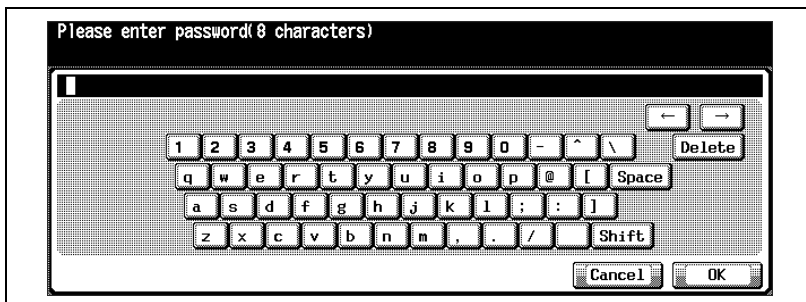 Please enter password(8 characters)
← →
1 2 3 4 5 6 7 8 9 0 - ^ \ Delete
q w e r t y u i o p @ [ Space
a s d f g h j k l ; : ]
z x c v b n m , . / Shift
Cancel OK